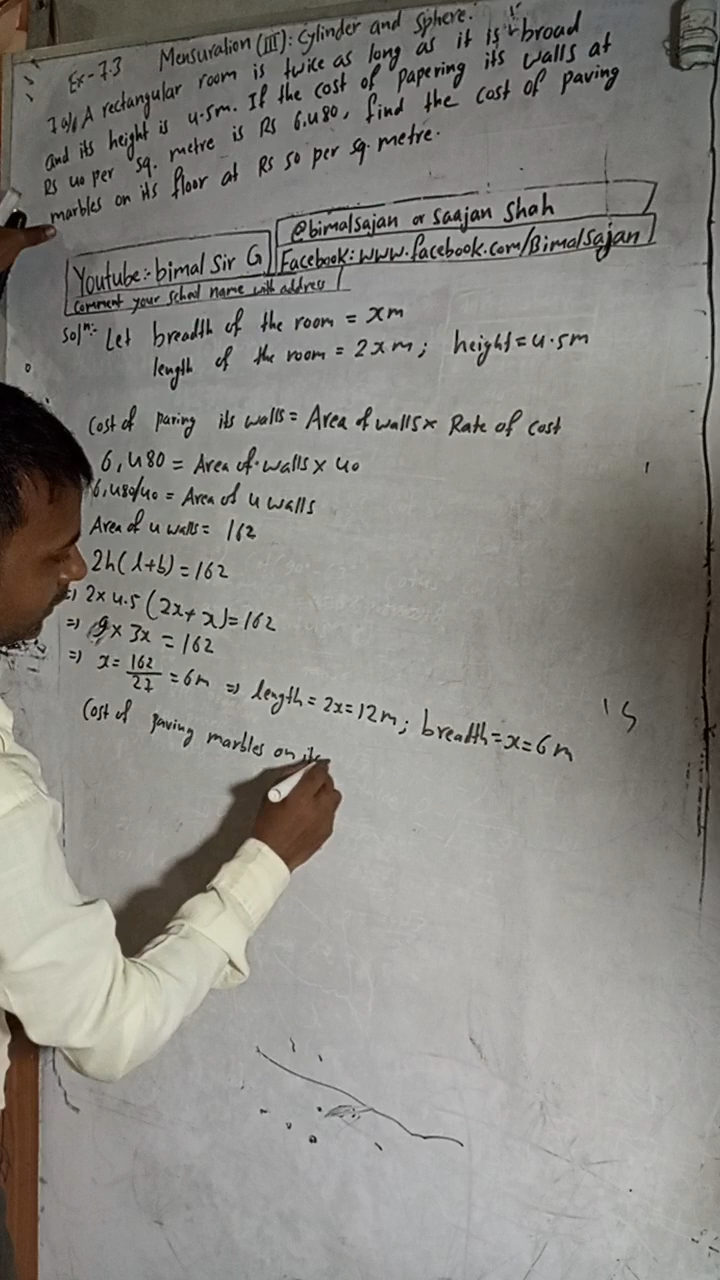 Ex-7.3 Mensuration (III): Cylinder and Sphere.
7 a) A rectangular room is twice as long as it is broad
and its height is 4.5m. If the cost of papering its walls at
Rs 40 per sq. metre is Rs 6,480, find the cost of paving
marbles on its floor at Rs 50 per sq. metre.
@bimalsajan or Saajan Shah
Youtube:- bimal Sir G
Facebook: www.facebook.com/Bimalsajan
Comment your school name with address
Solⁿ:- Let breadth of the room = xm
length of the room = 2xm; height = 4.5m
Cost of paring its walls = Area of walls × Rate of cost
6,480 = Area of walls × 40
6,480/40 = Area of 4 walls
Area of 4 walls = 162
2h(l+b) = 162
⇒ 2×4.5(2x+x) = 162
⇒ 9×3x = 162
⇒ x = 162/27 = 6m ⇒ length = 2x = 12m; breadth = x = 6m
Cost of paving marbles on its